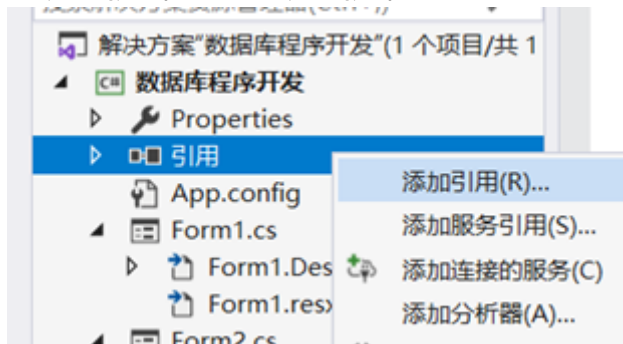 解决方案"数据库程序开发"(1 个项目/共 1
C# 数据库程序开发
Properties
引用
添加引用(R)...
App.config
添加服务引用(S)...
Form1.cs
添加连接的服务(C)
Form1.Des
Form1.resx
添加分析器(A)...
Form2.cs